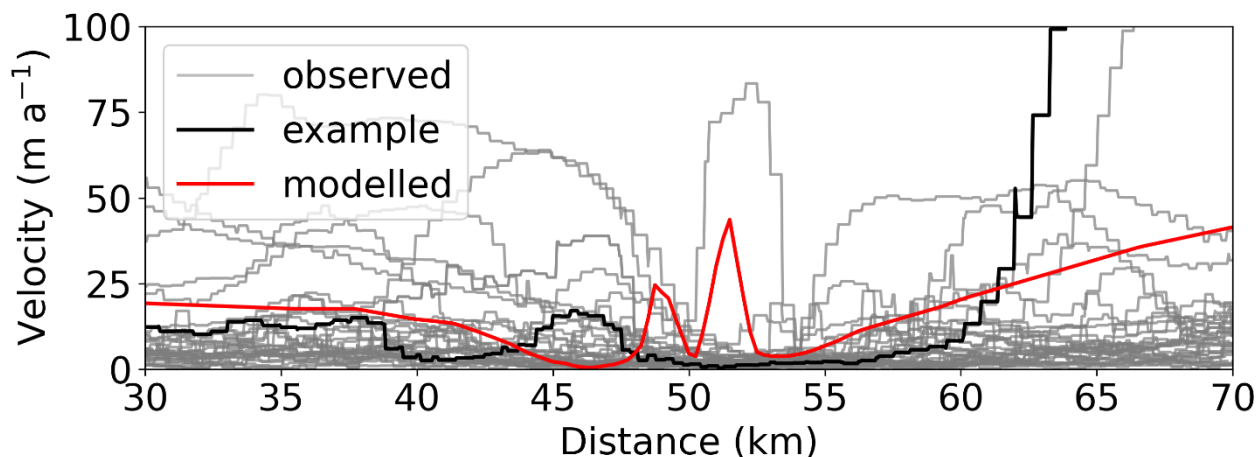 100
75
50
25
0
Velocity (m a⁻¹)
observed
example
modelled
30 35 40 45 50 55 60 65 70
Distance (km)